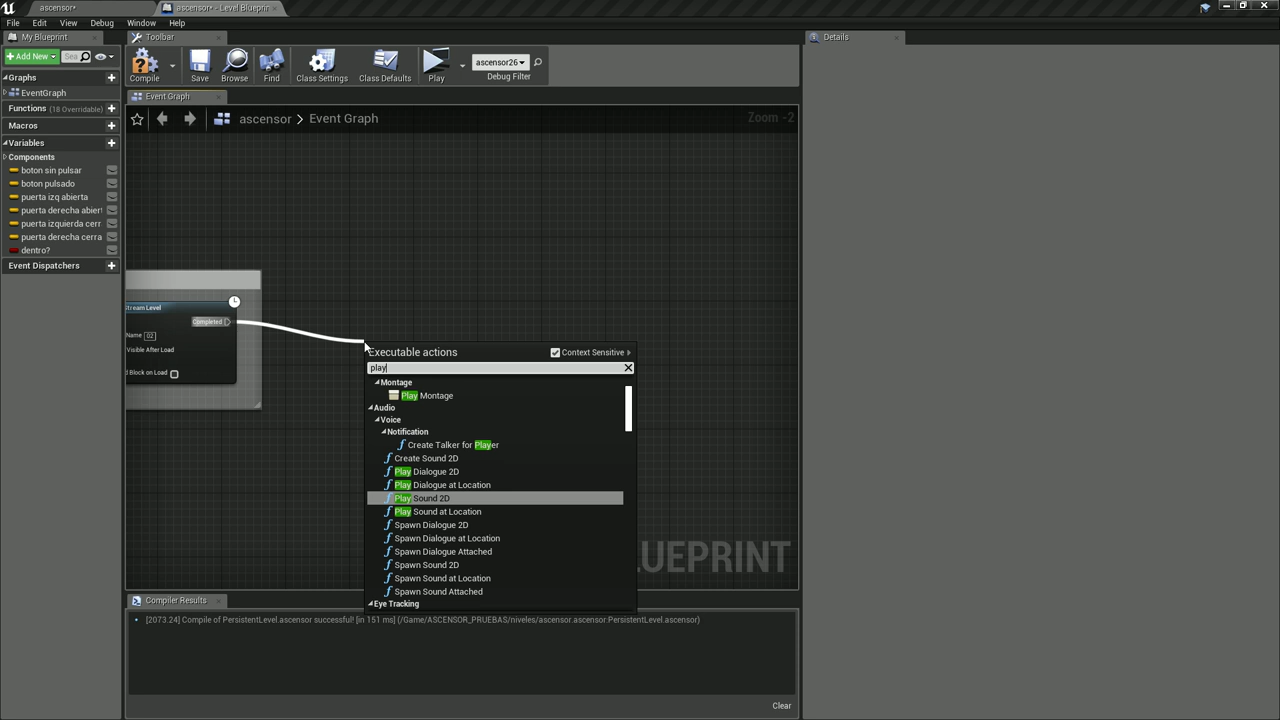 ascensor*
ascensor* - Level Blueprin
File Edit View Debug Window Help
My Blueprint
Toolbar
Details
Add New
Sea
Compile
Save
Browse
Find
Class Settings
Class Defaults
Play
ascensor26
Debug Filter
Graphs
EventGraph
Functions (18 Overridable)
Macros
Variables
Components
boton sin pulsar
boton pulsado
puerta izq abierta
puerta derecha abiert
puerta izquierda cerr
puerta derecha cerra
dentro?
Event Dispatchers
Event Graph
ascensor > Event Graph
Zoom -2
Stream Level
Completed
Name 02
Visible After Load
d Block on Load
Executable actions
Context Sensitive
play
Montage
Play Montage
Audio
Voice
Notification
Create Talker for Player
Create Sound 2D
Play Dialogue 2D
Play Dialogue at Location
Play Sound 2D
Play Sound at Location
Spawn Dialogue 2D
Spawn Dialogue at Location
Spawn Dialogue Attached
Spawn Sound 2D
Spawn Sound at Location
Spawn Sound Attached
Eye Tracking
LUEPRINT
Compiler Results
[2073.24] Compile of PersistentLevel.ascensor successful! [in 151 ms] (/Game/ASCENSOR_PRUEBAS/niveles/ascensor.ascensor:PersistentLevel.ascensor)
Clear